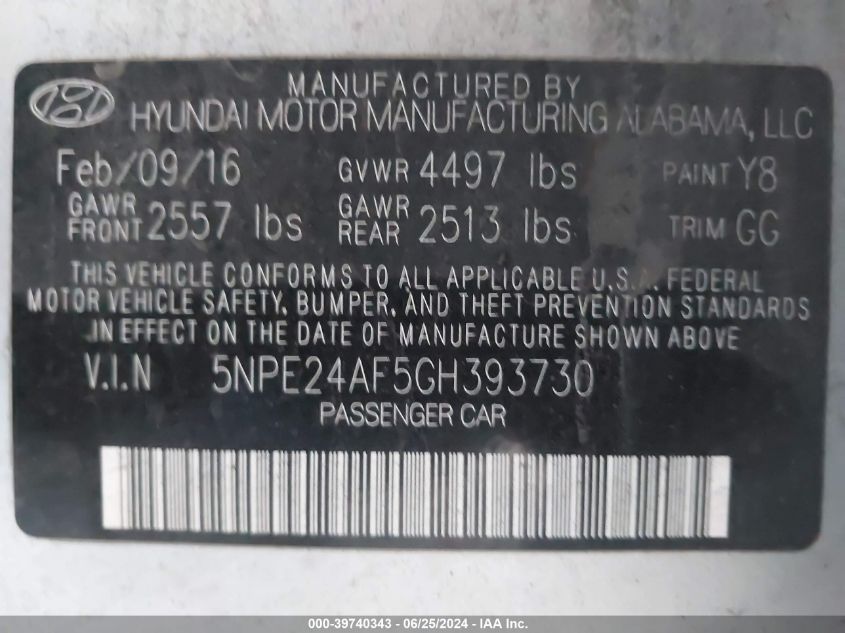 MANUFACTURED BY
HYUNDAI MOTOR MANUFACTURING ALABAMA, LLC
Feb/09/16 GVWR 4497 lbs PAINT Y8
GAWR FRONT 2557 lbs GAWR REAR 2513 lbs TRIM GG
THIS VEHICLE CONFORMS TO ALL APPLICABLE U.S.A. FEDERAL
MOTOR VEHICLE SAFETY, BUMPER, AND THEFT PREVENTION STANDARDS
IN EFFECT ON THE DATE OF MANUFACTURE SHOWN ABOVE
V.I.N 5NPE24AF5GH393730
PASSENGER CAR
000-39740343 - 06/25/2024 - IAA Inc.